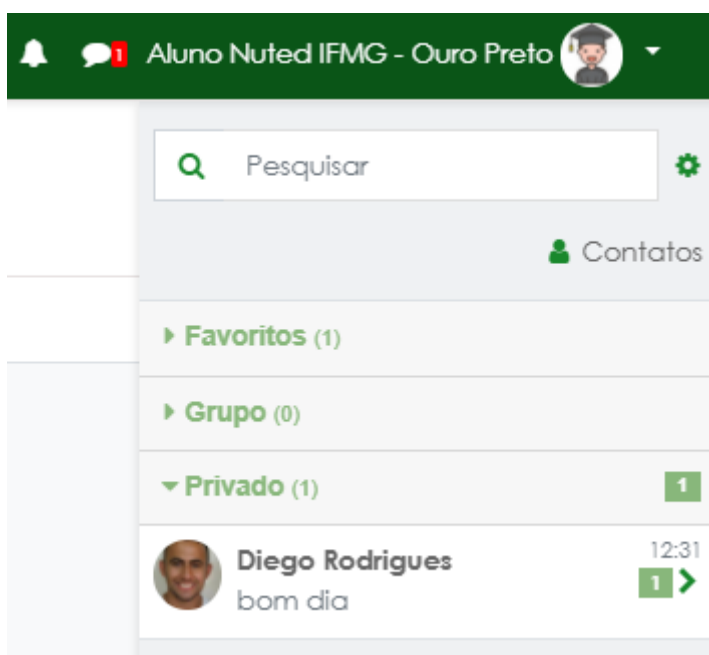 1 Aluno Nuted IFMG - Ouro Preto
Pesquisar
Contatos
Favoritos (1)
Grupo (0)
Privado (1) 1
Diego Rodrigues 12:31
bom dia 1